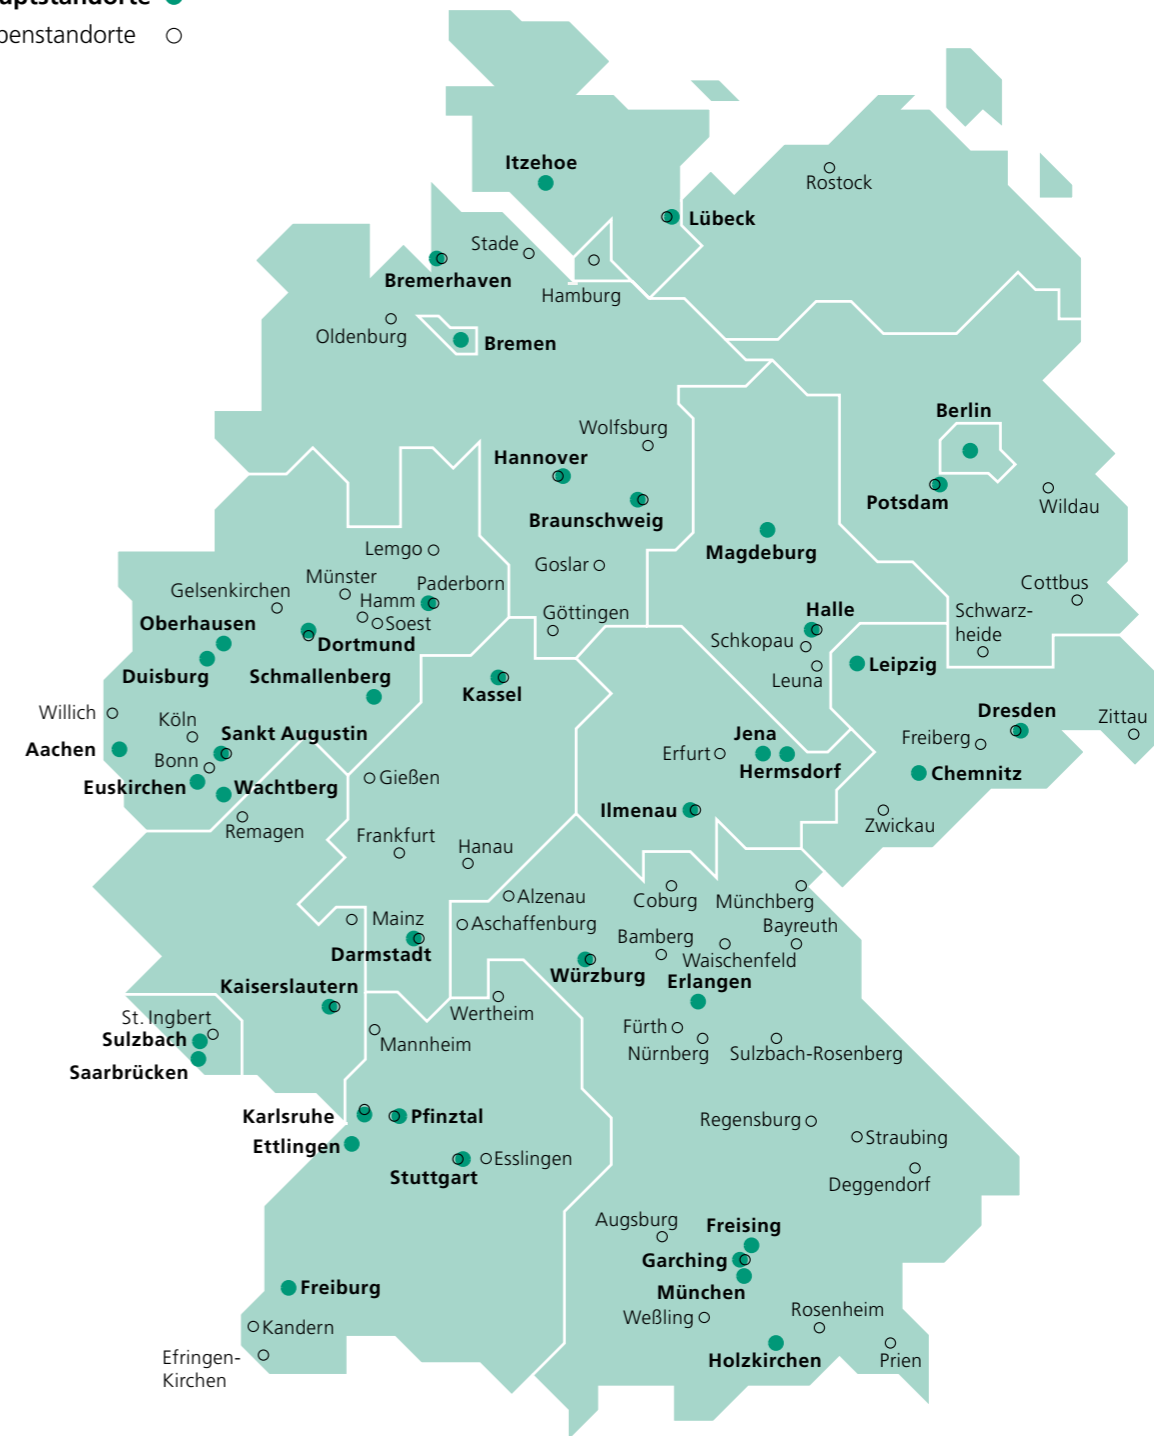 uptstandorte
benstandorte
Itzehoe
Rostock
Lübeck
Stade
Bremerhaven
Hamburg
Oldenburg
Bremen
Berlin
Wolfsburg
Hannover
Potsdam
Wildau
Braunschweig
Magdeburg
Lemgo
Goslar
Münster
Paderborn
Gelsenkirchen
Hamm
Cottbus
Schwarz-
heide
Göttingen
Halle
Oberhausen
Soest
Dortmund
Schkopau
Leipzig
Duisburg
Schmallenberg
Leuna
Kassel
Willich
Köln
Dresden
Zittau
Sankt Augustin
Jena
Freiberg
Aachen
Bonn
Erfurt
Hermsdorf
Chemnitz
Gießen
Euskirchen
Wachtberg
Ilmenau
Zwickau
Remagen
Frankfurt
Hanau
Alzenau
Coburg
Münchberg
Mainz
Aschaffenburg
Bayreuth
Bamberg
Darmstadt
Waischenfeld
Würzburg
Erlangen
Kaiserslautern
Wertheim
St. Ingbert
Fürth
Sulzbach
Mannheim
Nürnberg
Sulzbach-Rosenberg
Saarbrücken
Karlsruhe
Pfinztal
Regensburg
Straubing
Ettlingen
Esslingen
Stuttgart
Deggendorf
Augsburg
Freising
Garching
Freiburg
München
Rosenheim
Weßling
Kandern
Efringen-
Kirchen
Holzkirchen
Prien